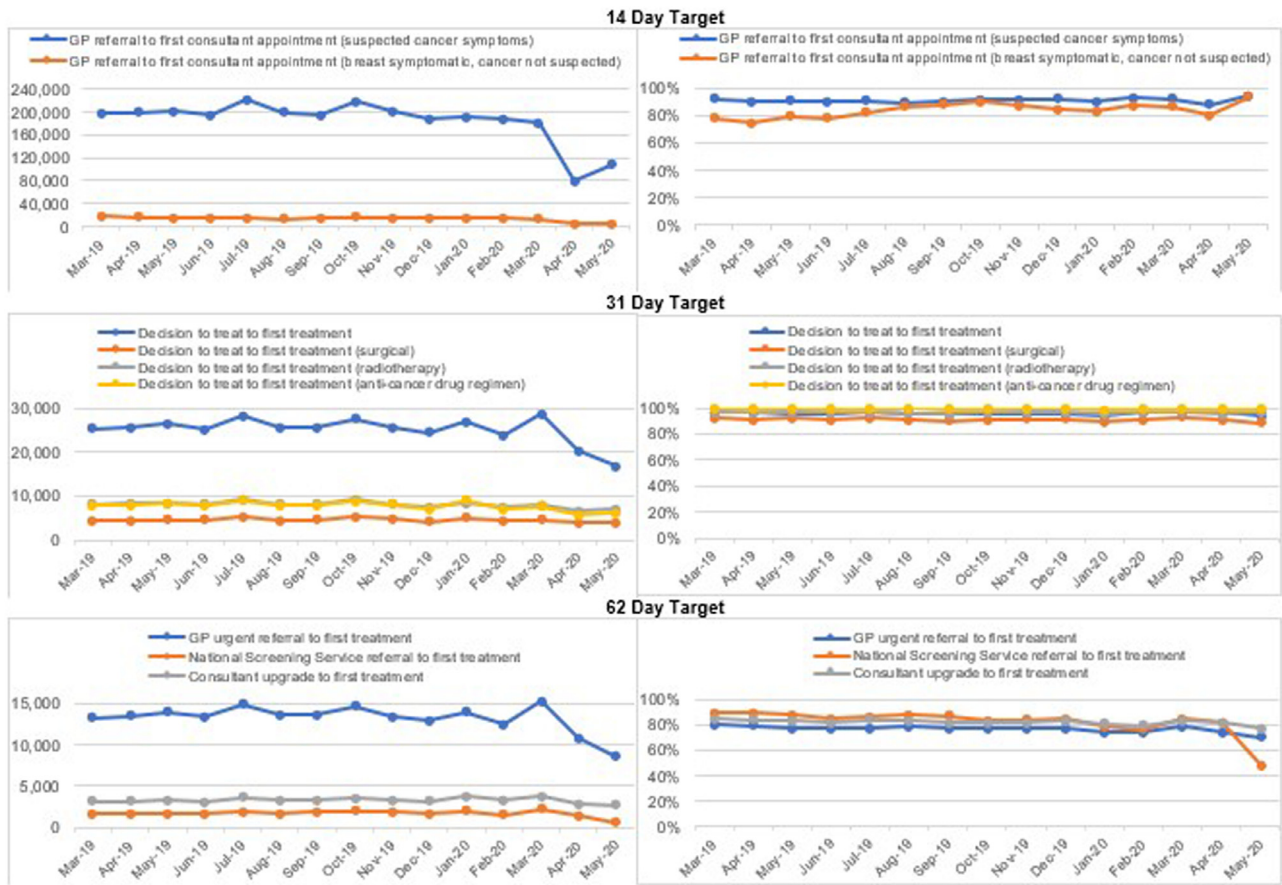 14 Day Target
GP referral to first consultant appointment (suspected cancer symptoms)
GP referral to first consultant appointment (breast symptomatic, cancer not suspected)
240,000
200,000
160,000
120,000
80,000
40,000
0
Mar-19 Apr-19 May-19 Jun-19 Jul-19 Aug-19 Sep-19 Oct-19 Nov-19 Dec-19 Jan-20 Feb-20 Mar-20 Apr-20 May-20
GP referral to first consultant appointment (suspected cancer symptoms)
GP referral to first consultant appointment (breast symptomatic, cancer not suspected)
100%
80%
60%
40%
20%
0%
Mar-19 Apr-19 May-19 Jun-19 Jul-19 Aug-19 Sep-19 Oct-19 Nov-19 Dec-19 Jan-20 Feb-20 Mar-20 Apr-20 May-20
31 Day Target
Decision to treat to first treatment
Decision to treat to first treatment (surgical)
Decision to treat to first treatment (radiotherapy)
Decision to treat to first treatment (anti-cancer drug regimen)
30,000
20,000
10,000
0
Mar-19 Apr-19 May-19 Jun-19 Jul-19 Aug-19 Sep-19 Oct-19 Nov-19 Dec-19 Jan-20 Feb-20 Mar-20 Apr-20 May-20
Decision to treat to first treatment
Decision to treat to first treatment (surgical)
Decision to treat to first treatment (radiotherapy)
Decision to treat to first treatment (anti-cancer drug regimen)
100%
80%
60%
40%
20%
0%
Mar-19 Apr-19 May-19 Jun-19 Jul-19 Aug-19 Sep-19 Oct-19 Nov-19 Dec-19 Jan-20 Feb-20 Mar-20 Apr-20 May-20
62 Day Target
GP urgent referral to first treatment
National Screening Service referral to first treatment
Consultant upgrade to first treatment
15,000
10,000
5,000
0
Mar-19 Apr-19 May-19 Jun-19 Jul-19 Aug-19 Sep-19 Oct-19 Nov-19 Dec-19 Jan-20 Feb-20 Mar-20 Apr-20 May-20
GP urgent referral to first treatment
National Screening Service referral to first treatment
Consultant upgrade to first treatment
100%
80%
60%
40%
20%
0%
Mar-19 Apr-19 May-19 Jun-19 Jul-19 Aug-19 Sep-19 Oct-19 Nov-19 Dec-19 Jan-20 Feb-20 Mar-20 Apr-20 May-20